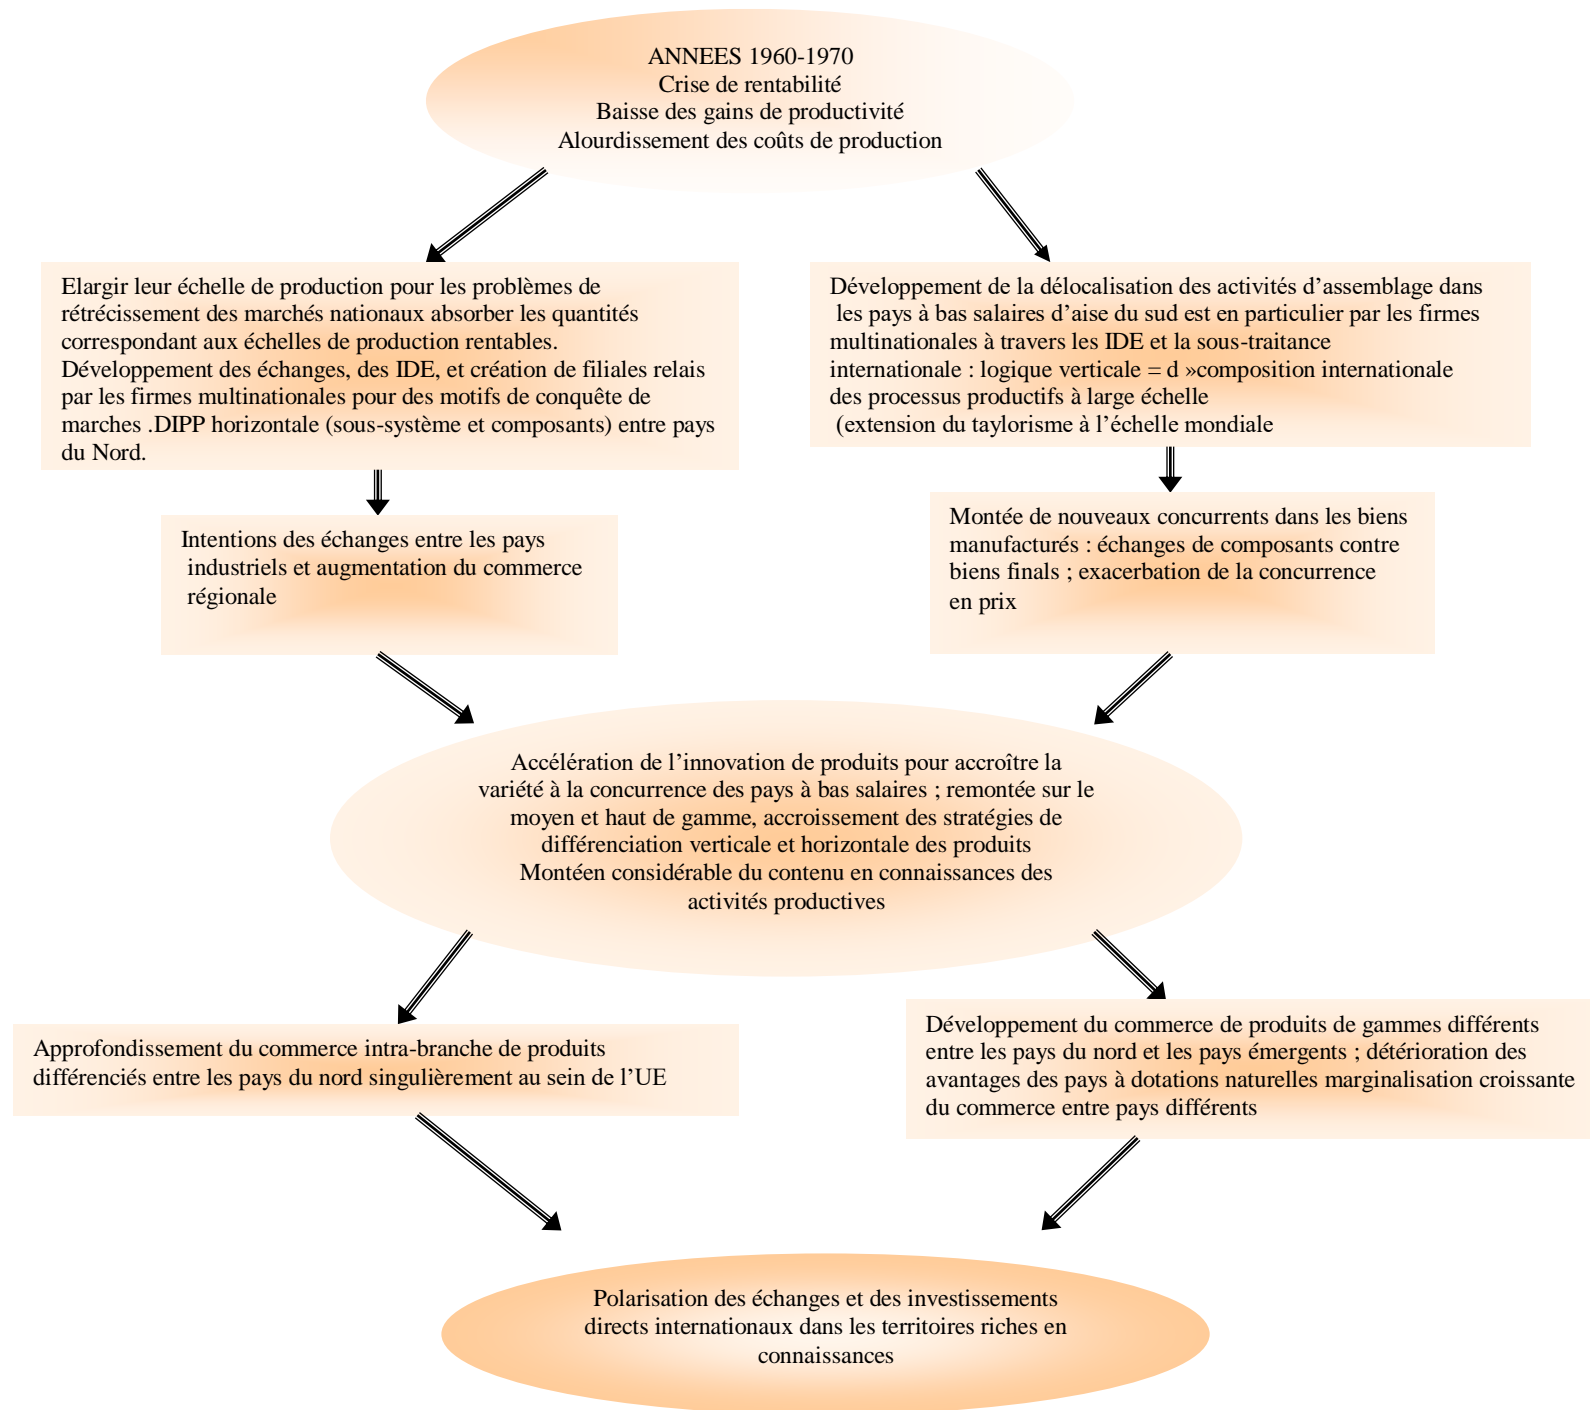 ANNEES 1960-1970
Crise de rentabilité
Baisse des gains de productivité
Alourdissement des coûts de production
Elargir leur échelle de production pour les problèmes de
rétrécissement des marchés nationaux absorber les quantités
correspondant aux échelles de production rentables.
Développement des échanges, des IDE, et création de filiales relais
par les firmes multinationales pour des motifs de conquête de
marches .DIPP horizontale (sous-système et composants) entre pays
du Nord.
Développement de la délocalisation des activités d’assemblage dans
les pays à bas salaires d’aise du sud est en particulier par les firmes
multinationales à travers les IDE et la sous-traitance
internationale : logique verticale = d »composition internationale
des processus productifs à large échelle
(extension du taylorisme à l’échelle mondiale
Intentions des échanges entre les pays
industriels et augmentation du commerce
régionale
Montée de nouveaux concurrents dans les biens
manufacturés : échanges de composants contre
biens finals ; exacerbation de la concurrence
en prix
Accélération de l’innovation de produits pour accroître la
variété à la concurrence des pays à bas salaires ; remontée sur le
moyen et haut de gamme, accroissement des stratégies de
différenciation verticale et horizontale des produits
Montéen considérable du contenu en connaissances des
activités productives
Approfondissement du commerce intra-branche de produits
différenciés entre les pays du nord singulièrement au sein de l’UE
Développement du commerce de produits de gammes différents
entre les pays du nord et les pays émergents ; détérioration des
avantages des pays à dotations naturelles marginalisation croissante
du commerce entre pays différents
Polarisation des échanges et des investissements
directs internationaux dans les territoires riches en
connaissances